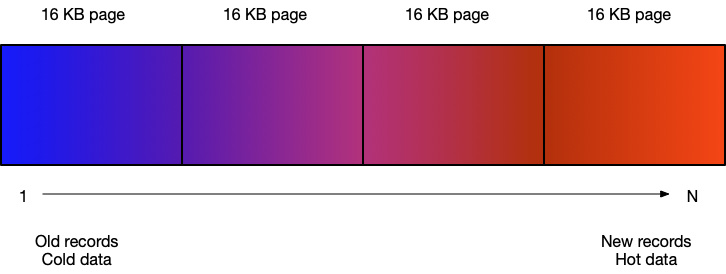 16 KB page 16 KB page 16 KB page 16 KB page
1 N
Old records New records
Cold data Hot data